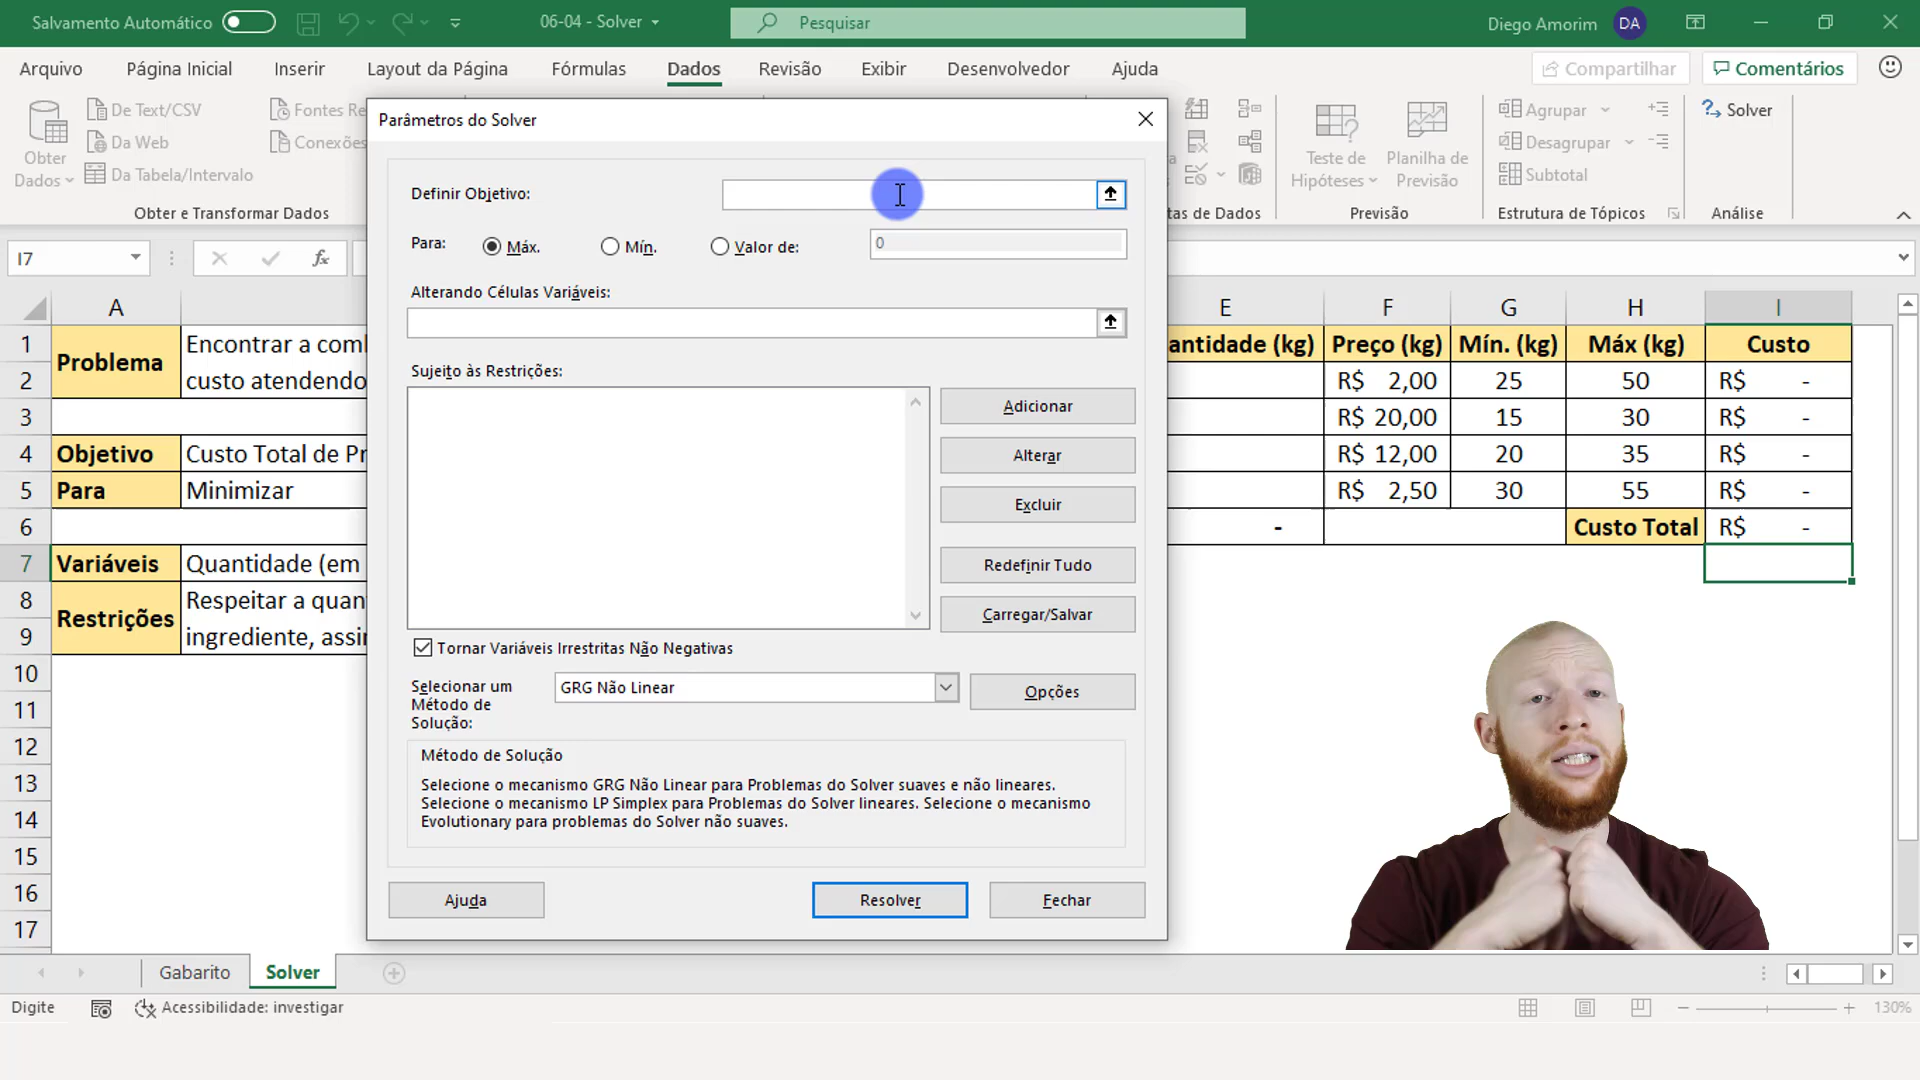 Salvamento Automático
06-04 - Solver
Pesquisar
Diego Amorim
DA
Arquivo
Página Inicial
Inserir
Layout da Página
Fórmulas
Dados
Revisão
Exibir
Desenvolvedor
Ajuda
Compartilhar
Comentários
Obter
Dados
De Text/CSV
Da Web
Da Tabela/Intervalo
Fontes Re
Conexões
Teste de
Hipóteses
Planilha de
Previsão
Agrupar
Desagrupar
Subtotal
Solver
Obter e Transformar Dados
tas de Dados
Previsão
Estrutura de Tópicos
Análise
I7
fx
Parâmetros do Solver
Definir Objetivo:
Para:
Máx.
Mín.
Valor de:
0
Alterando Células Variáveis:
Sujeito às Restrições:
Adicionar
Alterar
Excluir
Redefinir Tudo
Carregar/Salvar
Tornar Variáveis Irrestritas Não Negativas
Selecionar um
Método de
Solução:
GRG Não Linear
Opções
Método de Solução
Selecione o mecanismo GRG Não Linear para Problemas do Solver suaves e não lineares.
Selecione o mecanismo LP Simplex para Problemas do Solver lineares. Selecione o mecanismo
Evolutionary para problemas do Solver não suaves.
Ajuda
Resolver
Fechar
A E F G H I
1 Problema Encontrar a coml antidade (kg) Preço (kg) Mín. (kg) Máx (kg) Custo
2 custo atendendo R$ 2,00 25 50 R$ -
3 R$ 20,00 15 30 R$ -
4 Objetivo Custo Total de Pr R$ 12,00 20 35 R$ -
5 Para Minimizar R$ 2,50 30 55 R$ -
6 - Custo Total R$ -
7 Variáveis Quantidade (em
8 Restrições Respeitar a quan
9 ingrediente, assi
10
11
12
13
14
15
16
17
Gabarito
Solver
Digite
Acessibilidade: investigar
130%